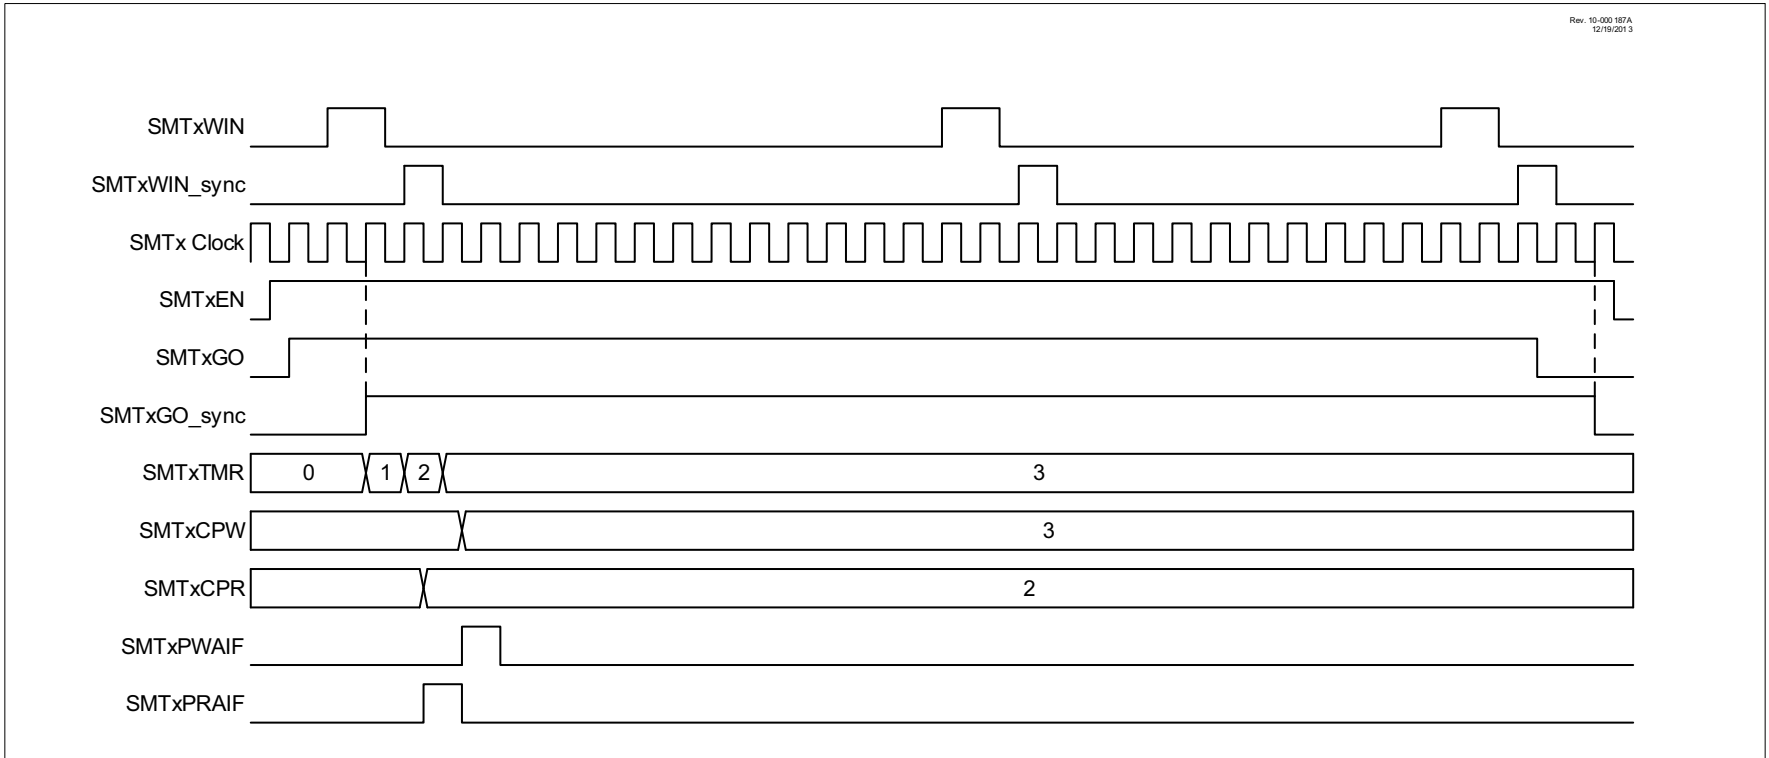 Rev. 10-000 187A
12/19/201 3
SMTxWIN
SMTxWIN_sync
SMTx Clock
SMTxEN
SMTxGO
SMTxGO_sync
SMTxTMR 0 1 2 3
SMTxCPW 3
SMTxCPR 2
SMTxPWAIF
SMTxPRAIF